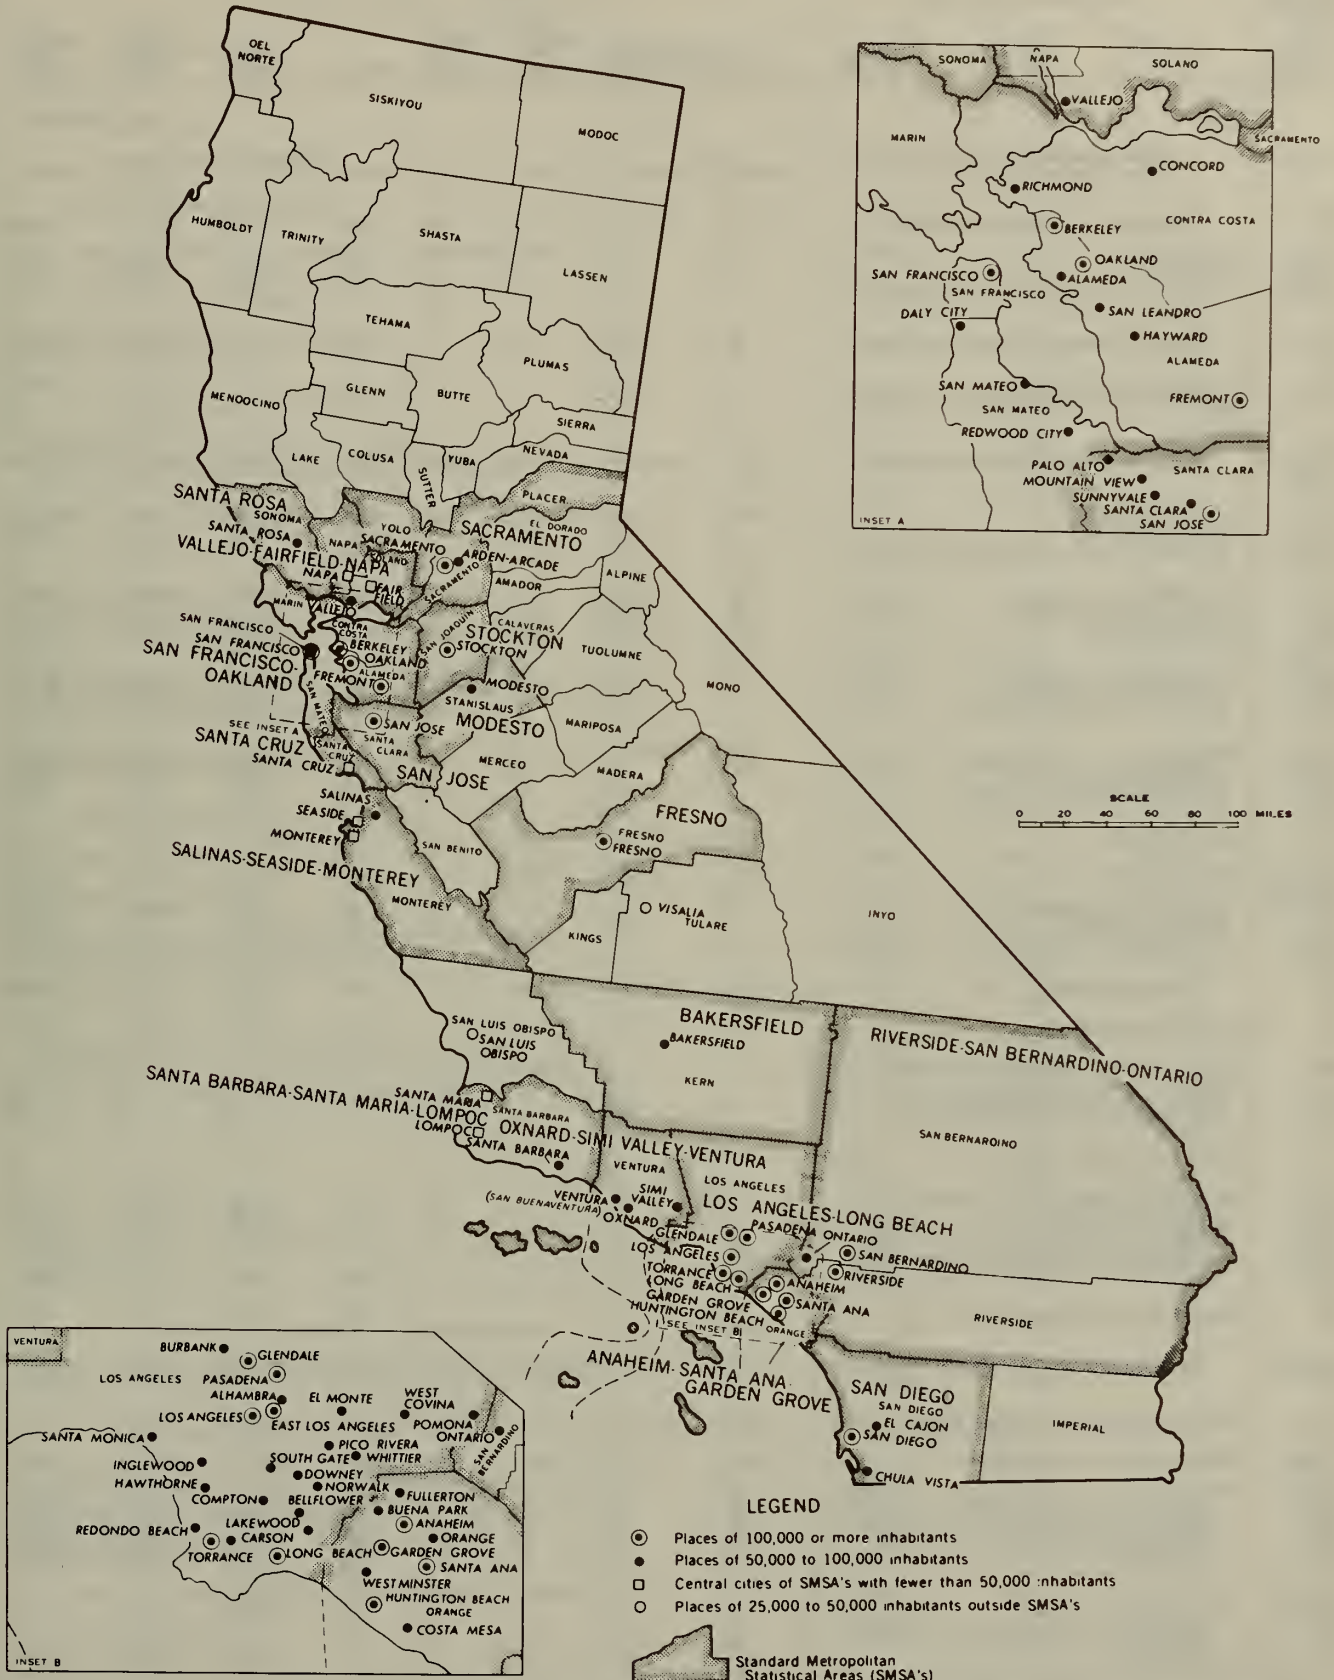 OEL
NORTE
SISKIYOU
MODOC
HUMBOLDT
TRINITY
SHASTA
LASSEN
TEHAMA
PLUMAS
MENOOCINO
GLENN
BUTTE
SIERRA
LAKE
COLUSA
SUTTER
YUBA
NEVADA
PLACER
SANTA ROSA
SONOMA
SANTA ROSA
YOLO
EL DORADO
SACRAMENTO
SACRAMENTO
ARDEN-ARCADE
NAPA
SOLANO
VALLEJO-FAIRFIELD-NAPA
NAPA
FAIR
FIELD
SACRAMENTO
AMADOR
ALPINE
MARIN
VALLEJO
CONTRA
COSTA
SAN JOAQUIN
CALAVERAS
STOCKTON
STOCKTON
TUOLUMNE
MONO
SAN FRANCISCO
SAN FRANCISCO
SAN FRANCISCO-
OAKLAND
BERKELEY
OAKLAND
ALAMEDA
FREMONT
SAN MATEO
MODESTO
STANISLAUS
MODESTO
MARIPOSA
SEE INSET A
SAN JOSE
SANTA
CLARA
SANTA CRUZ
SANTA
CRUZ
SANTA CRUZ
SAN JOSE
MERCEO
MADERA
SALINAS
SEASIDE
MONTEREY
SALINAS-SEASIDE-MONTEREY
SAN BENITO
MONTEREY
FRESNO
FRESNO
FRESNO
VISALIA
TULARE
KINGS
INYO
SAN LUIS OBISPO
SAN LUIS
OBISPO
BAKERSFIELD
BAKERSFIELD
KERN
RIVERSIDE-SAN BERNARDINO-ONTARIO
SAN BERNAROINO
SANTA BARBARA-SANTA MARIA-LOMPOC
SANTA MARIA
SANTA BARBARA
LOMPOC
SANTA BARBARA
OXNARD-SIMI VALLEY-VENTURA
VENTURA
LOS ANGELES
VENTURA
(SAN BUENAVENTURA)
SIMI
VALLEY
OXNARD
LOS ANGELES-LONG BEACH
GLENDALE
PASADENA
ONTARIO
SAN BERNARDINO
LOS ANGELES
TORRANCE
LONG BEACH
RIVERSIDE
ANAHEIM
GARDEN GROVE
SANTA ANA
HUNTINGTON BEACH
ORANGE
SEE INSET B
RIVERSIDE
ANAHEIM-SANTA ANA-
GARDEN GROVE
SAN DIEGO
SAN DIEGO
EL CAJON
SAN DIEGO
CHULA VISTA
IMPERIAL
SONOMA
NAPA
SOLANO
VALLEJO
MARIN
SACRAMENTO
CONCORD
RICHMOND
CONTRA COSTA
BERKELEY
OAKLAND
SAN FRANCISCO
SAN FRANCISCO
ALAMEDA
DALY CITY
SAN LEANDRO
HAYWARD
ALAMEDA
SAN MATEO
SAN MATEO
FREMONT
REDWOOD CITY
PALO ALTO
SANTA CLARA
MOUNTAIN VIEW
SUNNYVALE
SANTA CLARA
SAN JOSE
INSET A
SCALE
0 20 40 60 80 100 MILES
VENTURA
BURBANK
GLENDALE
LOS ANGELES
PASADENA
ALHAMBRA
EL MONTE
WEST
COVINA
LOS ANGELES
EAST LOS ANGELES
POMONA
ONTARIO
SAN
BERNARDINO
SANTA MONICA
PICO RIVERA
INGLEWOOD
SOUTH GATE
WHITTIER
HAWTHORNE
DOWNEY
NORWALK
COMPTON
BELLFLOWER
FULLERTON
BUENA PARK
REDONDO BEACH
LAKEWOOD
ANAHEIM
CARSON
ORANGE
TORRANCE
LONG BEACH
GARDEN GROVE
SANTA ANA
WESTMINSTER
HUNTINGTON BEACH
ORANGE
COSTA MESA
INSET B
LEGEND
Places of 100,000 or more inhabitants
Places of 50,000 to 100,000 inhabitants
Central cities of SMSA's with fewer than 50,000 inhabitants
Places of 25,000 to 50,000 inhabitants outside SMSA's
Standard Metropolitan
Statistical Areas (SMSA's)